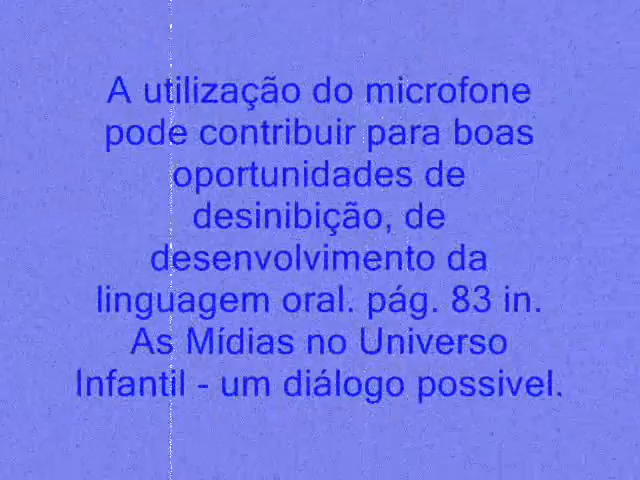 A utilização do microfone
pode contribuir para boas
oportunidades de
desinibição, de
desenvolvimento da
linguagem oral. pág. 83 in.
As Mídias no Universo
Infantil - um diálogo possivel.